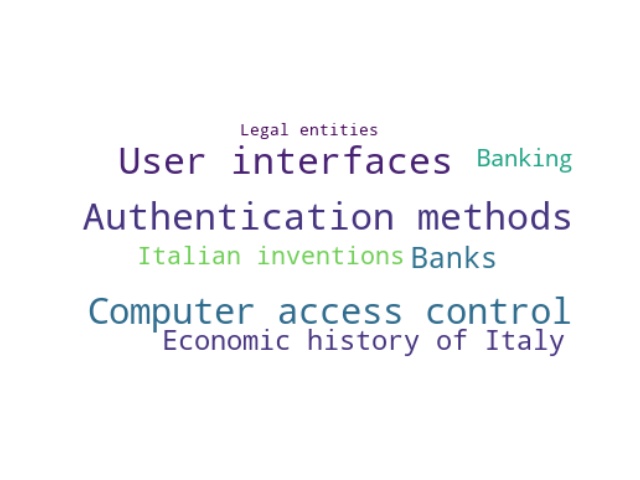 Legal entities
User interfaces Banking
Authentication methods
Italian inventions Banks
Computer access control
Economic history of Italy